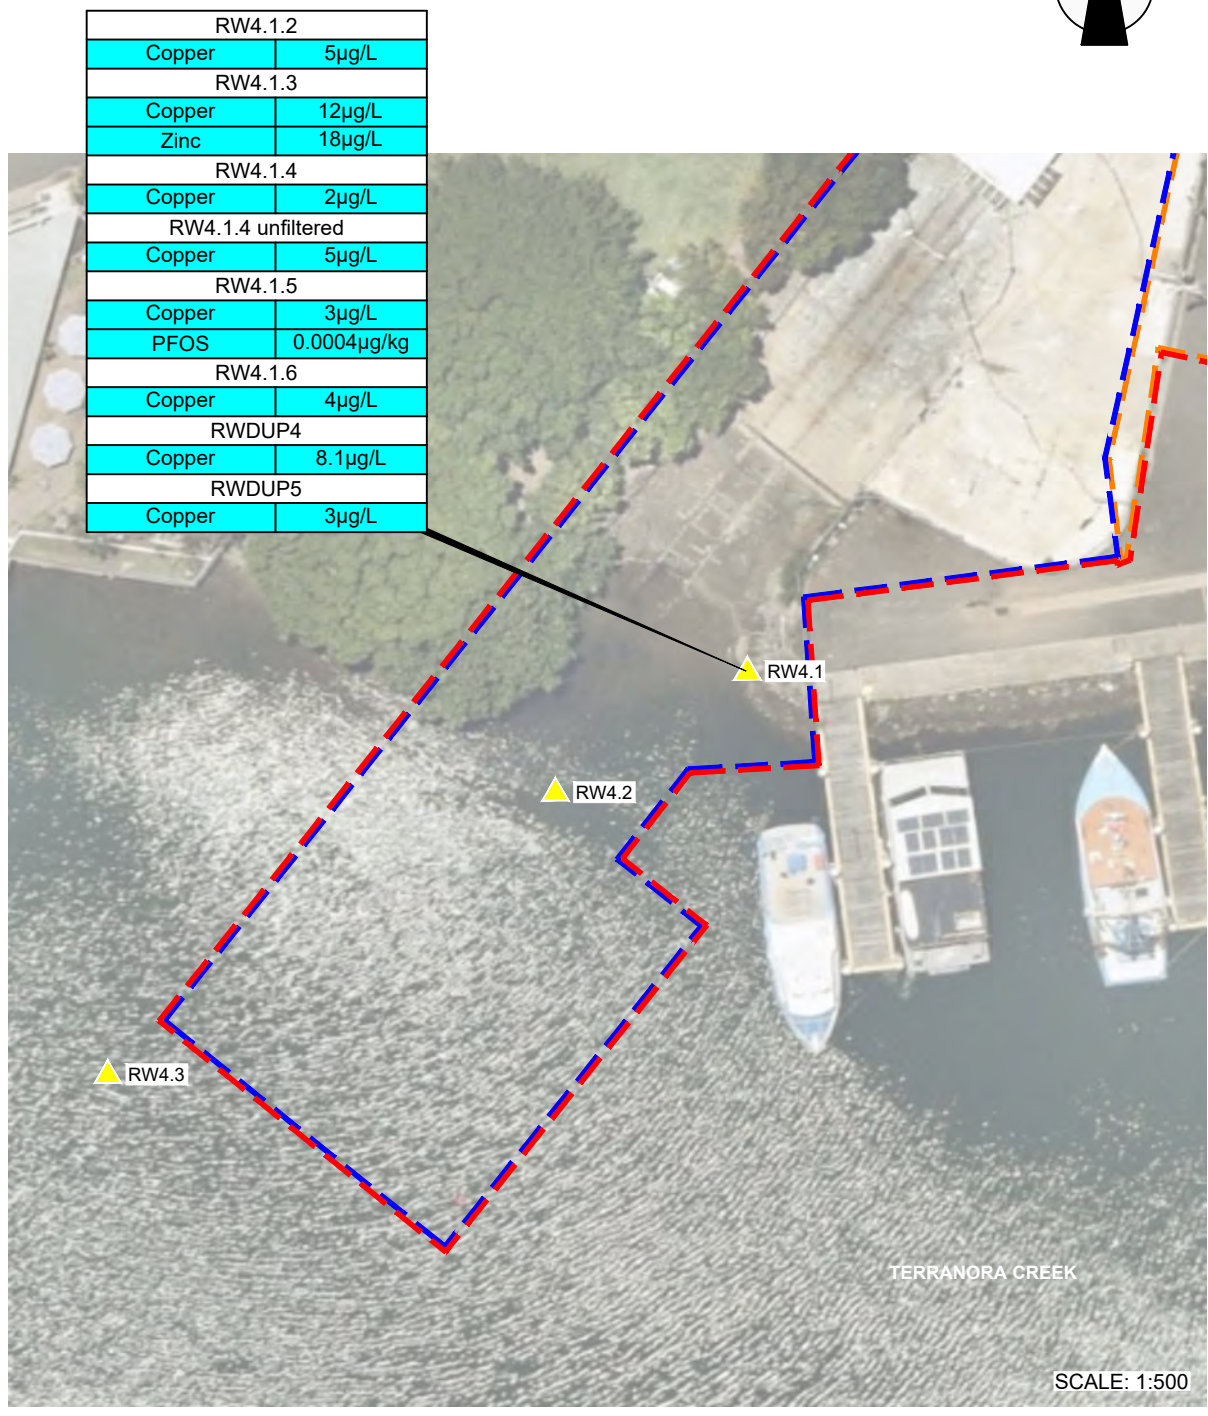 RW4.1.2
Copper 5µg/L
RW4.1.3
Copper 12µg/L
Zinc 18µg/L
RW4.1.4
Copper 2µg/L
RW4.1.4 unfiltered
Copper 5µg/L
RW4.1.5
Copper 3µg/L
PFOS 0.0004µg/kg
RW4.1.6
Copper 4µg/L
RWDUP4
Copper 8.1µg/L
RWDUP5
Copper 3µg/L
RW4.1
RW4.2
RW4.3
TERRANORA CREEK
SCALE: 1:500